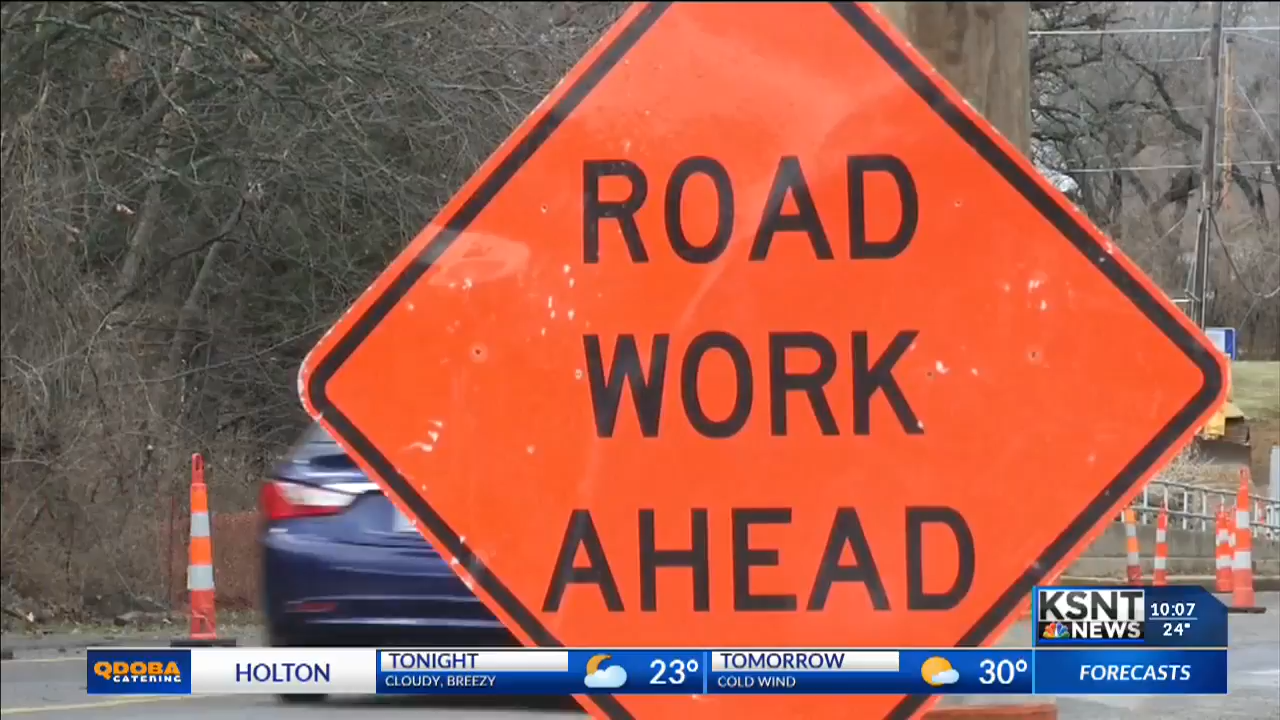 ROAD
WORK
AHEAD
KSNT
NEWS
10:07
24°
QDOBA
CATERING
HOLTON
TONIGHT
CLOUDY, BREEZY
23°
TOMORROW
COLD WIND
30°
FORECASTS